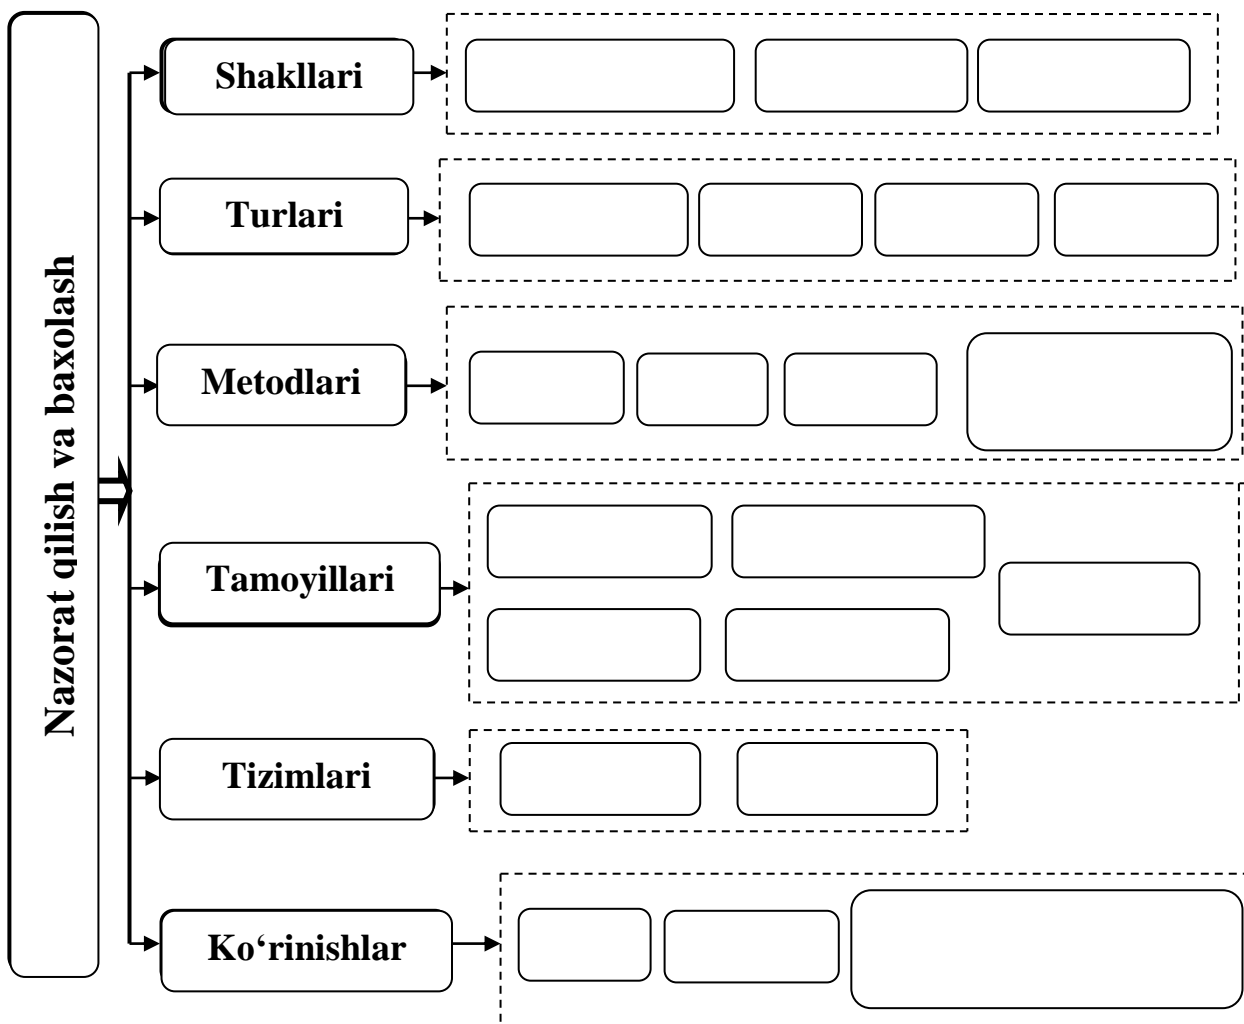 Nazorat qilish va baxolash
Shakllari
Turlari
Metodlari
Tamoyillari
Tizimlari
Ko‘rinishlar